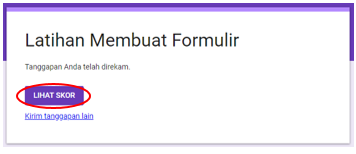 Latihan Membuat Formulir
Tanggapan Anda telah direkam.
LIHAT SKOR
Kirim tanggapan lain